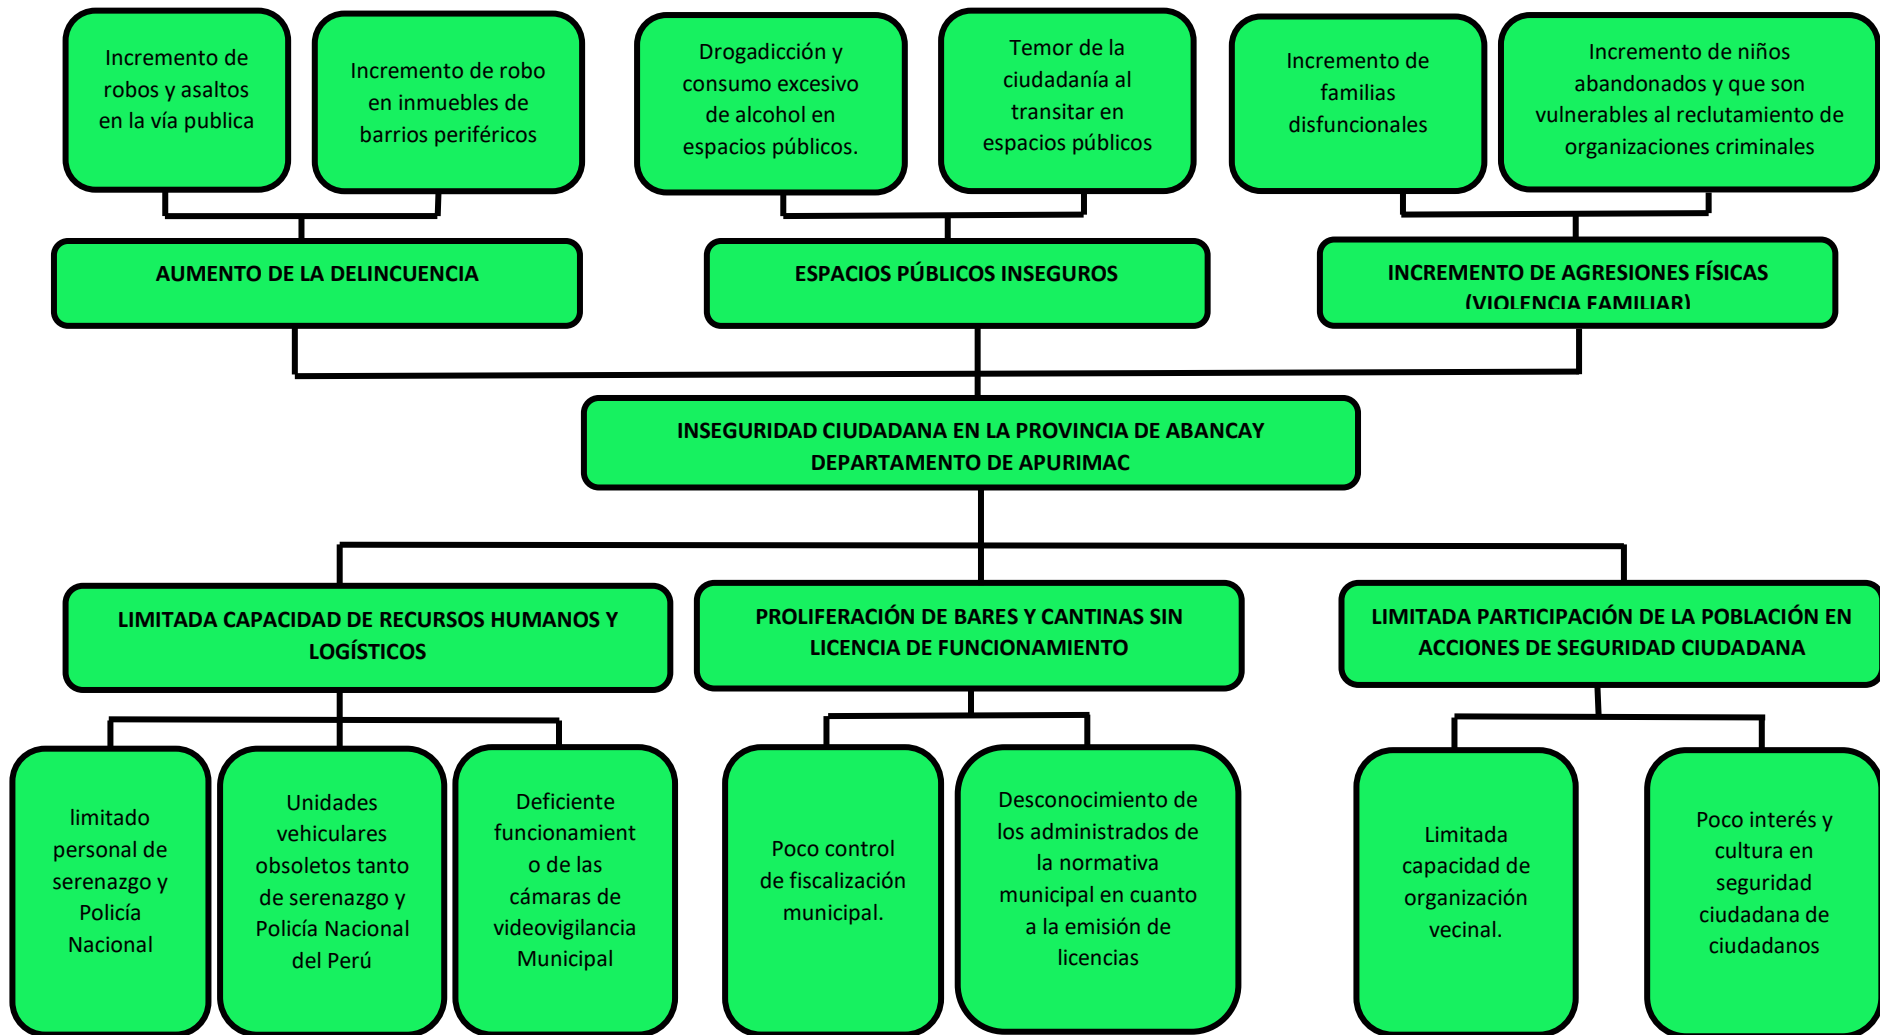 Incremento de
robos y asaltos
en la vía publica
Incremento de robo
en inmuebles de
barrios periféricos
Drogadicción y
consumo excesivo
de alcohol en
espacios públicos.
Temor de la
ciudadanía al
transitar en
espacios públicos
Incremento de
familias
disfuncionales
Incremento de niños
abandonados y que son
vulnerables al reclutamiento de
organizaciones criminales
AUMENTO DE LA DELINCUENCIA
ESPACIOS PÚBLICOS INSEGUROS
INCREMENTO DE AGRESIONES FÍSICAS
(VIOLENCIA FAMILIAR)
INSEGURIDAD CIUDADANA EN LA PROVINCIA DE ABANCAY
DEPARTAMENTO DE APURIMAC
LIMITADA CAPACIDAD DE RECURSOS HUMANOS Y
LOGÍSTICOS
PROLIFERACIÓN DE BARES Y CANTINAS SIN
LICENCIA DE FUNCIONAMIENTO
LIMITADA PARTICIPACIÓN DE LA POBLACIÓN EN
ACCIONES DE SEGURIDAD CIUDADANA
limitado
personal de
serenazgo y
Policía
Nacional
Unidades
vehiculares
obsoletos tanto
de serenazgo y
Policía Nacional
del Perú
Deficiente
funcionamient
o de las
cámaras de
videovigilancia
Municipal
Poco control
de fiscalización
municipal.
Desconocimiento de
los administrados de
la normativa
municipal en cuanto
a la emisión de
licencias
Limitada
capacidad de
organización
vecinal.
Poco interés y
cultura en
seguridad
ciudadana de
ciudadanos